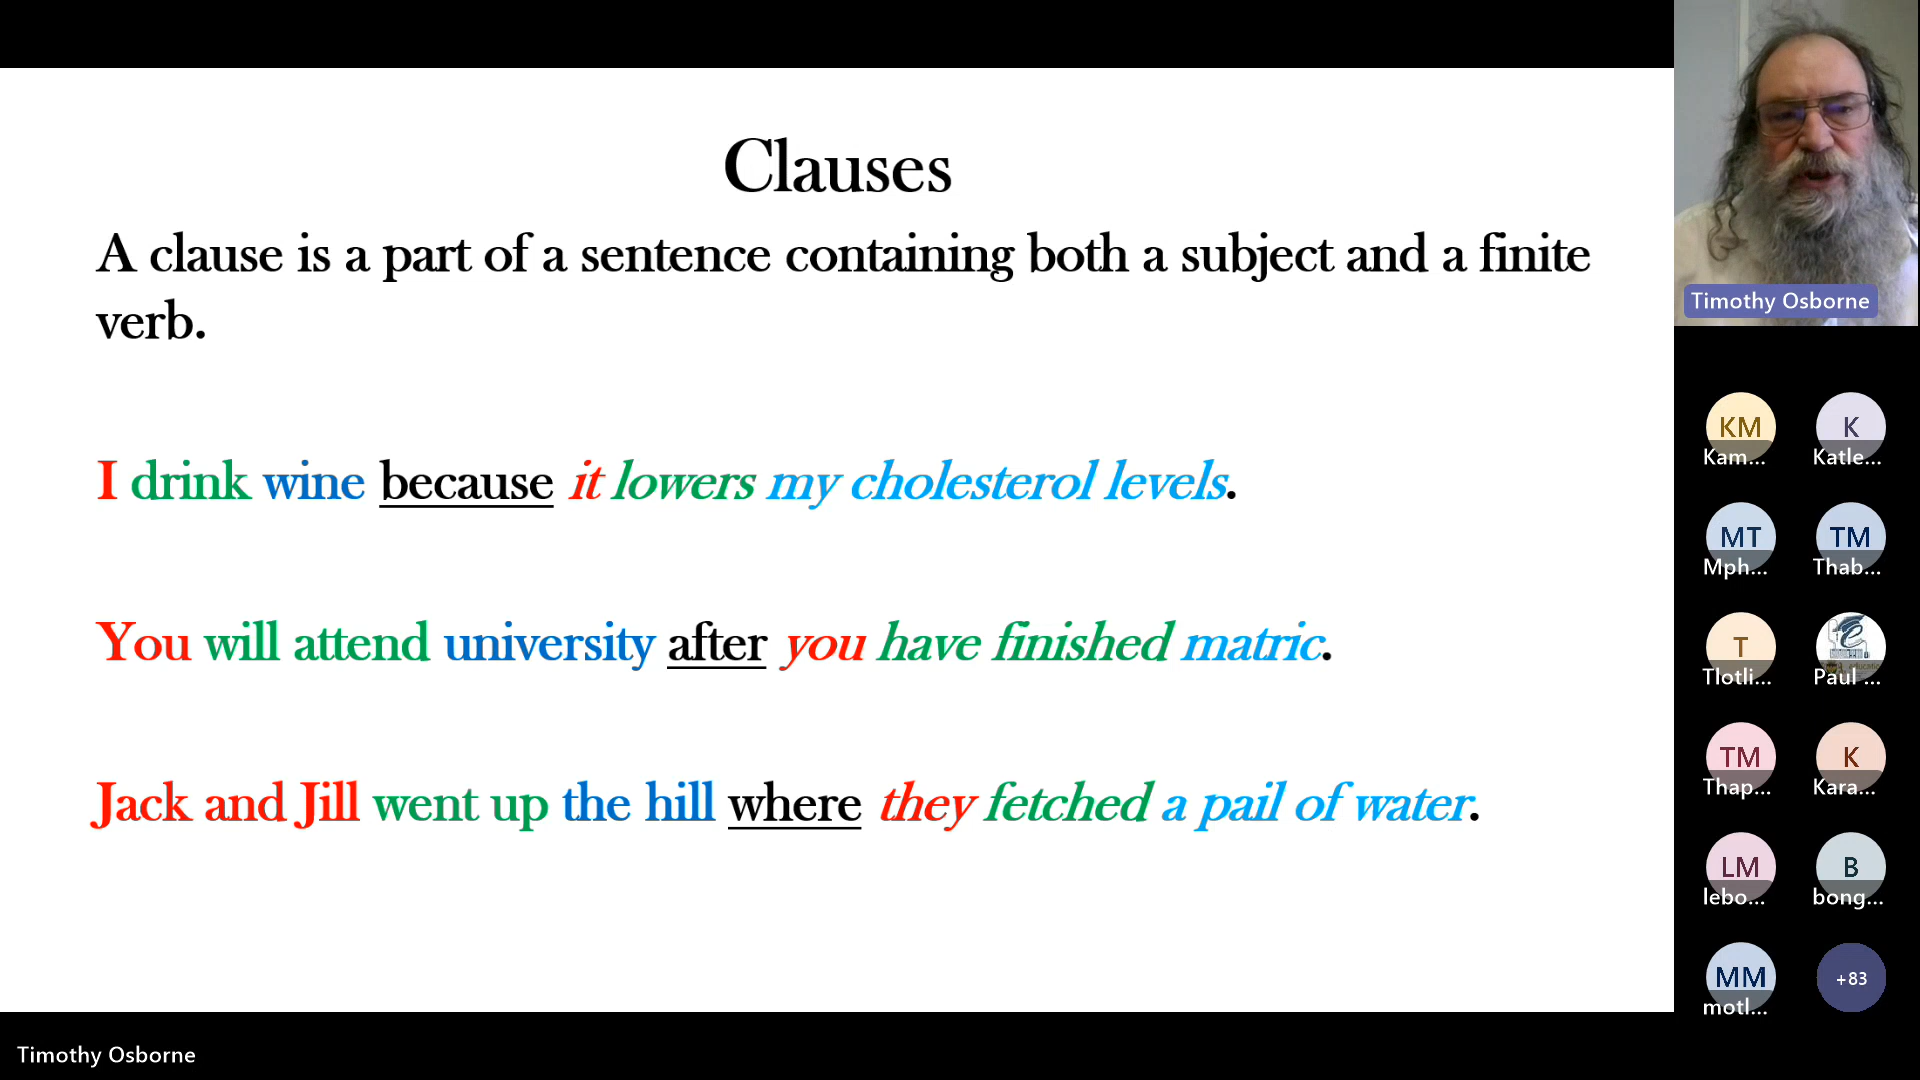 Clauses
A clause is a part of a sentence containing both a subject and a finite
verb.
I drink wine because it lowers my cholesterol levels.
You will attend university after you have finished matric.
Jack and Jill went up the hill where they fetched a pail of water.
Timothy Osborne
KM
Kam...
K
Katle...
MT
Mph...
TM
Thab...
T
Tlotli...
Paul ...
TM
Thap...
K
Kara...
LM
lebo...
B
bong...
MM
motl...
+83
Timothy Osborne